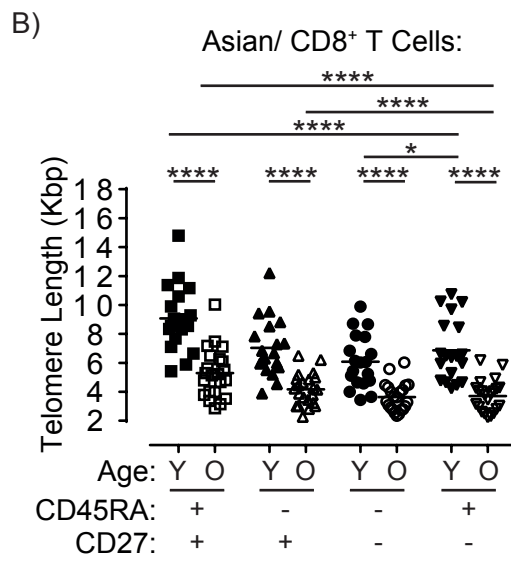 B)
Asian/ CD8+ T Cells:
****
****
****
*
**** **** **** ****
Telomere Length (Kbp)
18
16
14
12
10
8
6
4
2
Age: Y O Y O Y O Y O
CD45RA: + - - +
CD27: + + - -